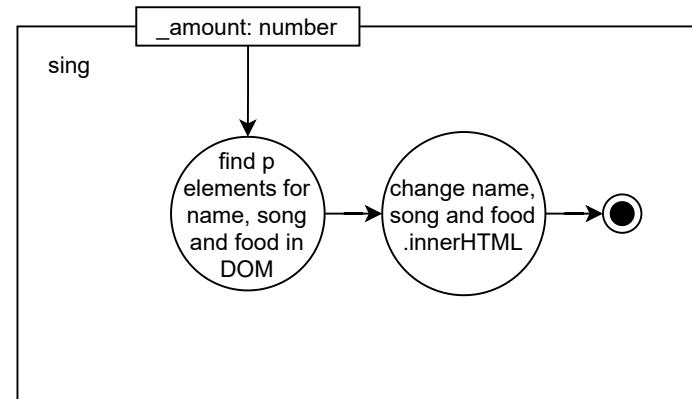 _amount: number
sing
find p
elements for
name, song
and food in
DOM
change name,
song and food
.innerHTML